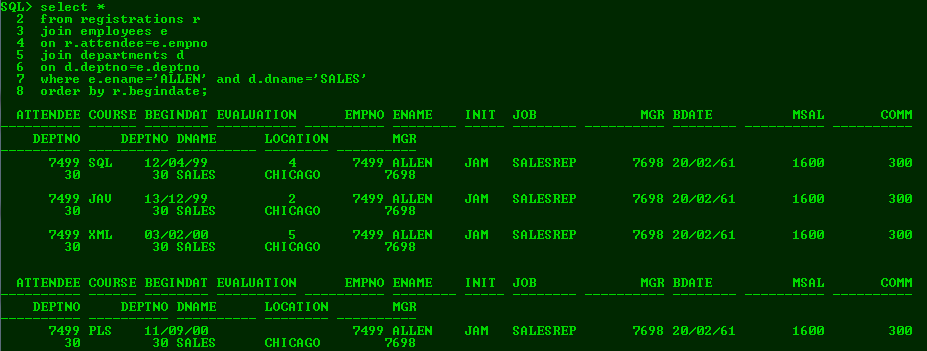 SQL> select *
2 from registrations r
3 join employees e
4 on r.attendee=e.empno
5 join departments d
6 on d.deptno=e.deptno
7 where e.ename='ALLEN' and d.dname='SALES'
8 order by r.begindate;
ATTENDEE COURSE BEGINDAT EVALUATION EMPNO ENAME INIT JOB MGR BDATE MSAL COMM
---------- ------ -------- ---------- ---------- -------- ----- -------- ---------- -------- ---------- ----------
DEPTNO DEPTNO DNAME LOCATION MGR
---------- ---------- ---------- -------- ----------
7499 SQL 12/04/99 4 7499 ALLEN JAM SALESREP 7698 20/02/61 1600 300
30 30 SALES CHICAGO 7698
7499 JAV 13/12/99 2 7499 ALLEN JAM SALESREP 7698 20/02/61 1600 300
30 30 SALES CHICAGO 7698
7499 XML 03/02/00 5 7499 ALLEN JAM SALESREP 7698 20/02/61 1600 300
30 30 SALES CHICAGO 7698
ATTENDEE COURSE BEGINDAT EVALUATION EMPNO ENAME INIT JOB MGR BDATE MSAL COMM
---------- ------ -------- ---------- ---------- -------- ----- -------- ---------- -------- ---------- ----------
DEPTNO DEPTNO DNAME LOCATION MGR
---------- ---------- ---------- -------- ----------
7499 PLS 11/09/00 7499 ALLEN JAM SALESREP 7698 20/02/61 1600 300
30 30 SALES CHICAGO 7698